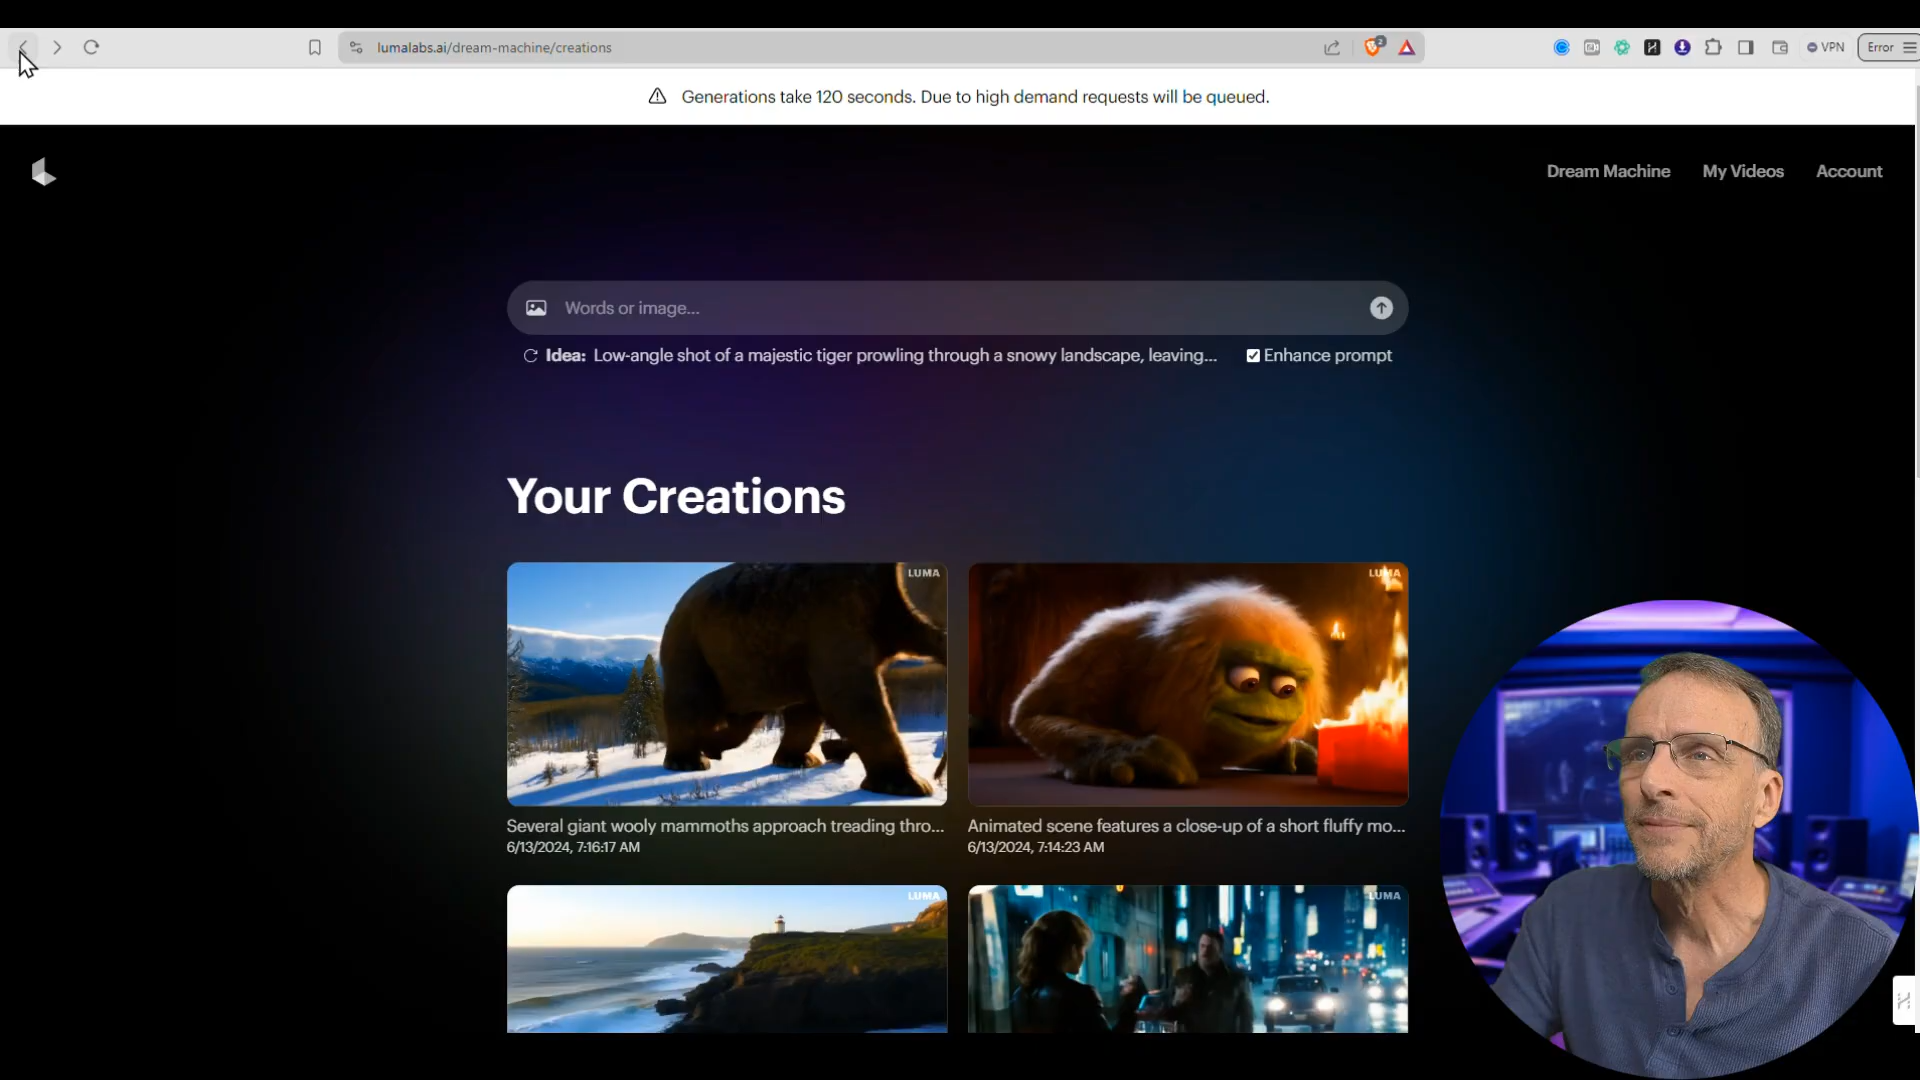 lumalabs.ai/dream-machine/creations
2
VPN
Error
Generations take 120 seconds. Due to high demand requests will be queued.
Dream Machine
My Videos
Account
Words or image...
Idea: Low-angle shot of a majestic tiger prowling through a snowy landscape, leaving...
Enhance prompt
Your Creations
LUMA
LUMA
Several giant wooly mammoths approach treading thro...
6/13/2024, 7:16:17 AM
Animated scene features a close-up of a short fluffy mo...
6/13/2024, 7:14:23 AM
LUMA
LUMA